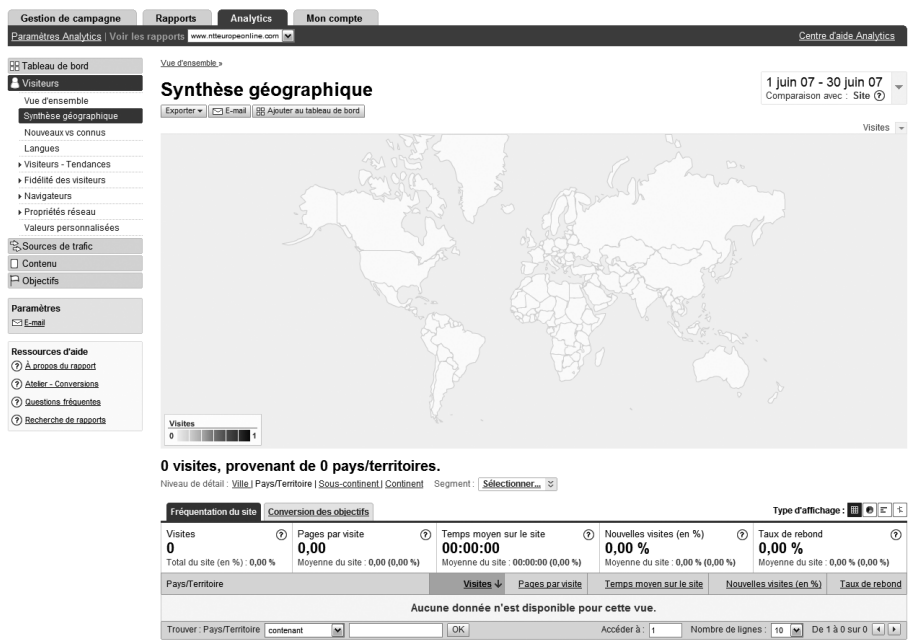 Gestion de campagne
Rapports
Analytics
Mon compte
Paramètres Analytics | Voir les rapports www.ntteuropeonline.com
Centre d'aide Analytics
Tableau de bord
Visiteurs
Vue d'ensemble
Synthèse géographique
Nouveaux vs connus
Langues
Visiteurs - Tendances
Fidélité des visiteurs
Navigateurs
Propriétés réseau
Valeurs personnalisées
Sources de trafic
Contenu
Objectifs
Paramètres
E-mail
Ressources d'aide
À propos du rapport
Atelier - Conversions
Questions fréquentes
Recherche de rapports
Vue d'ensemble »
Synthèse géographique
1 juin 07 - 30 juin 07
Comparaison avec : Site ?
Exporter
E-mail
Ajouter au tableau de bord
Visites
Visites
0 1
0 visites, provenant de 0 pays/territoires.
Niveau de détail : Ville | Pays/Territoire | Sous-continent | Continent Segment : Sélectionner...
Fréquentation du site
Conversion des objectifs
Type d'affichage :
Visites ?
0
Total du site (en %) : 0,00 %
Pages par visite ?
0,00
Moyenne du site : 0,00 (0,00 %)
Temps moyen sur le site ?
00:00:00
Moyenne du site : 00:00:00 (0,00 %)
Nouvelles visites (en %) ?
0,00 %
Moyenne du site : 0,00 % (0,00 %)
Taux de rebond ?
0,00 %
Moyenne du site : 0,00 % (0,00 %)
Pays/Territoire Visites ↓ Pages par visite Temps moyen sur le site Nouvelles visites (en %) Taux de rebond
Aucune donnée n'est disponible pour cette vue.
Trouver : Pays/Territoire contenant OK Accéder à : 1 Nombre de lignes : 10 De 1 à 0 sur 0